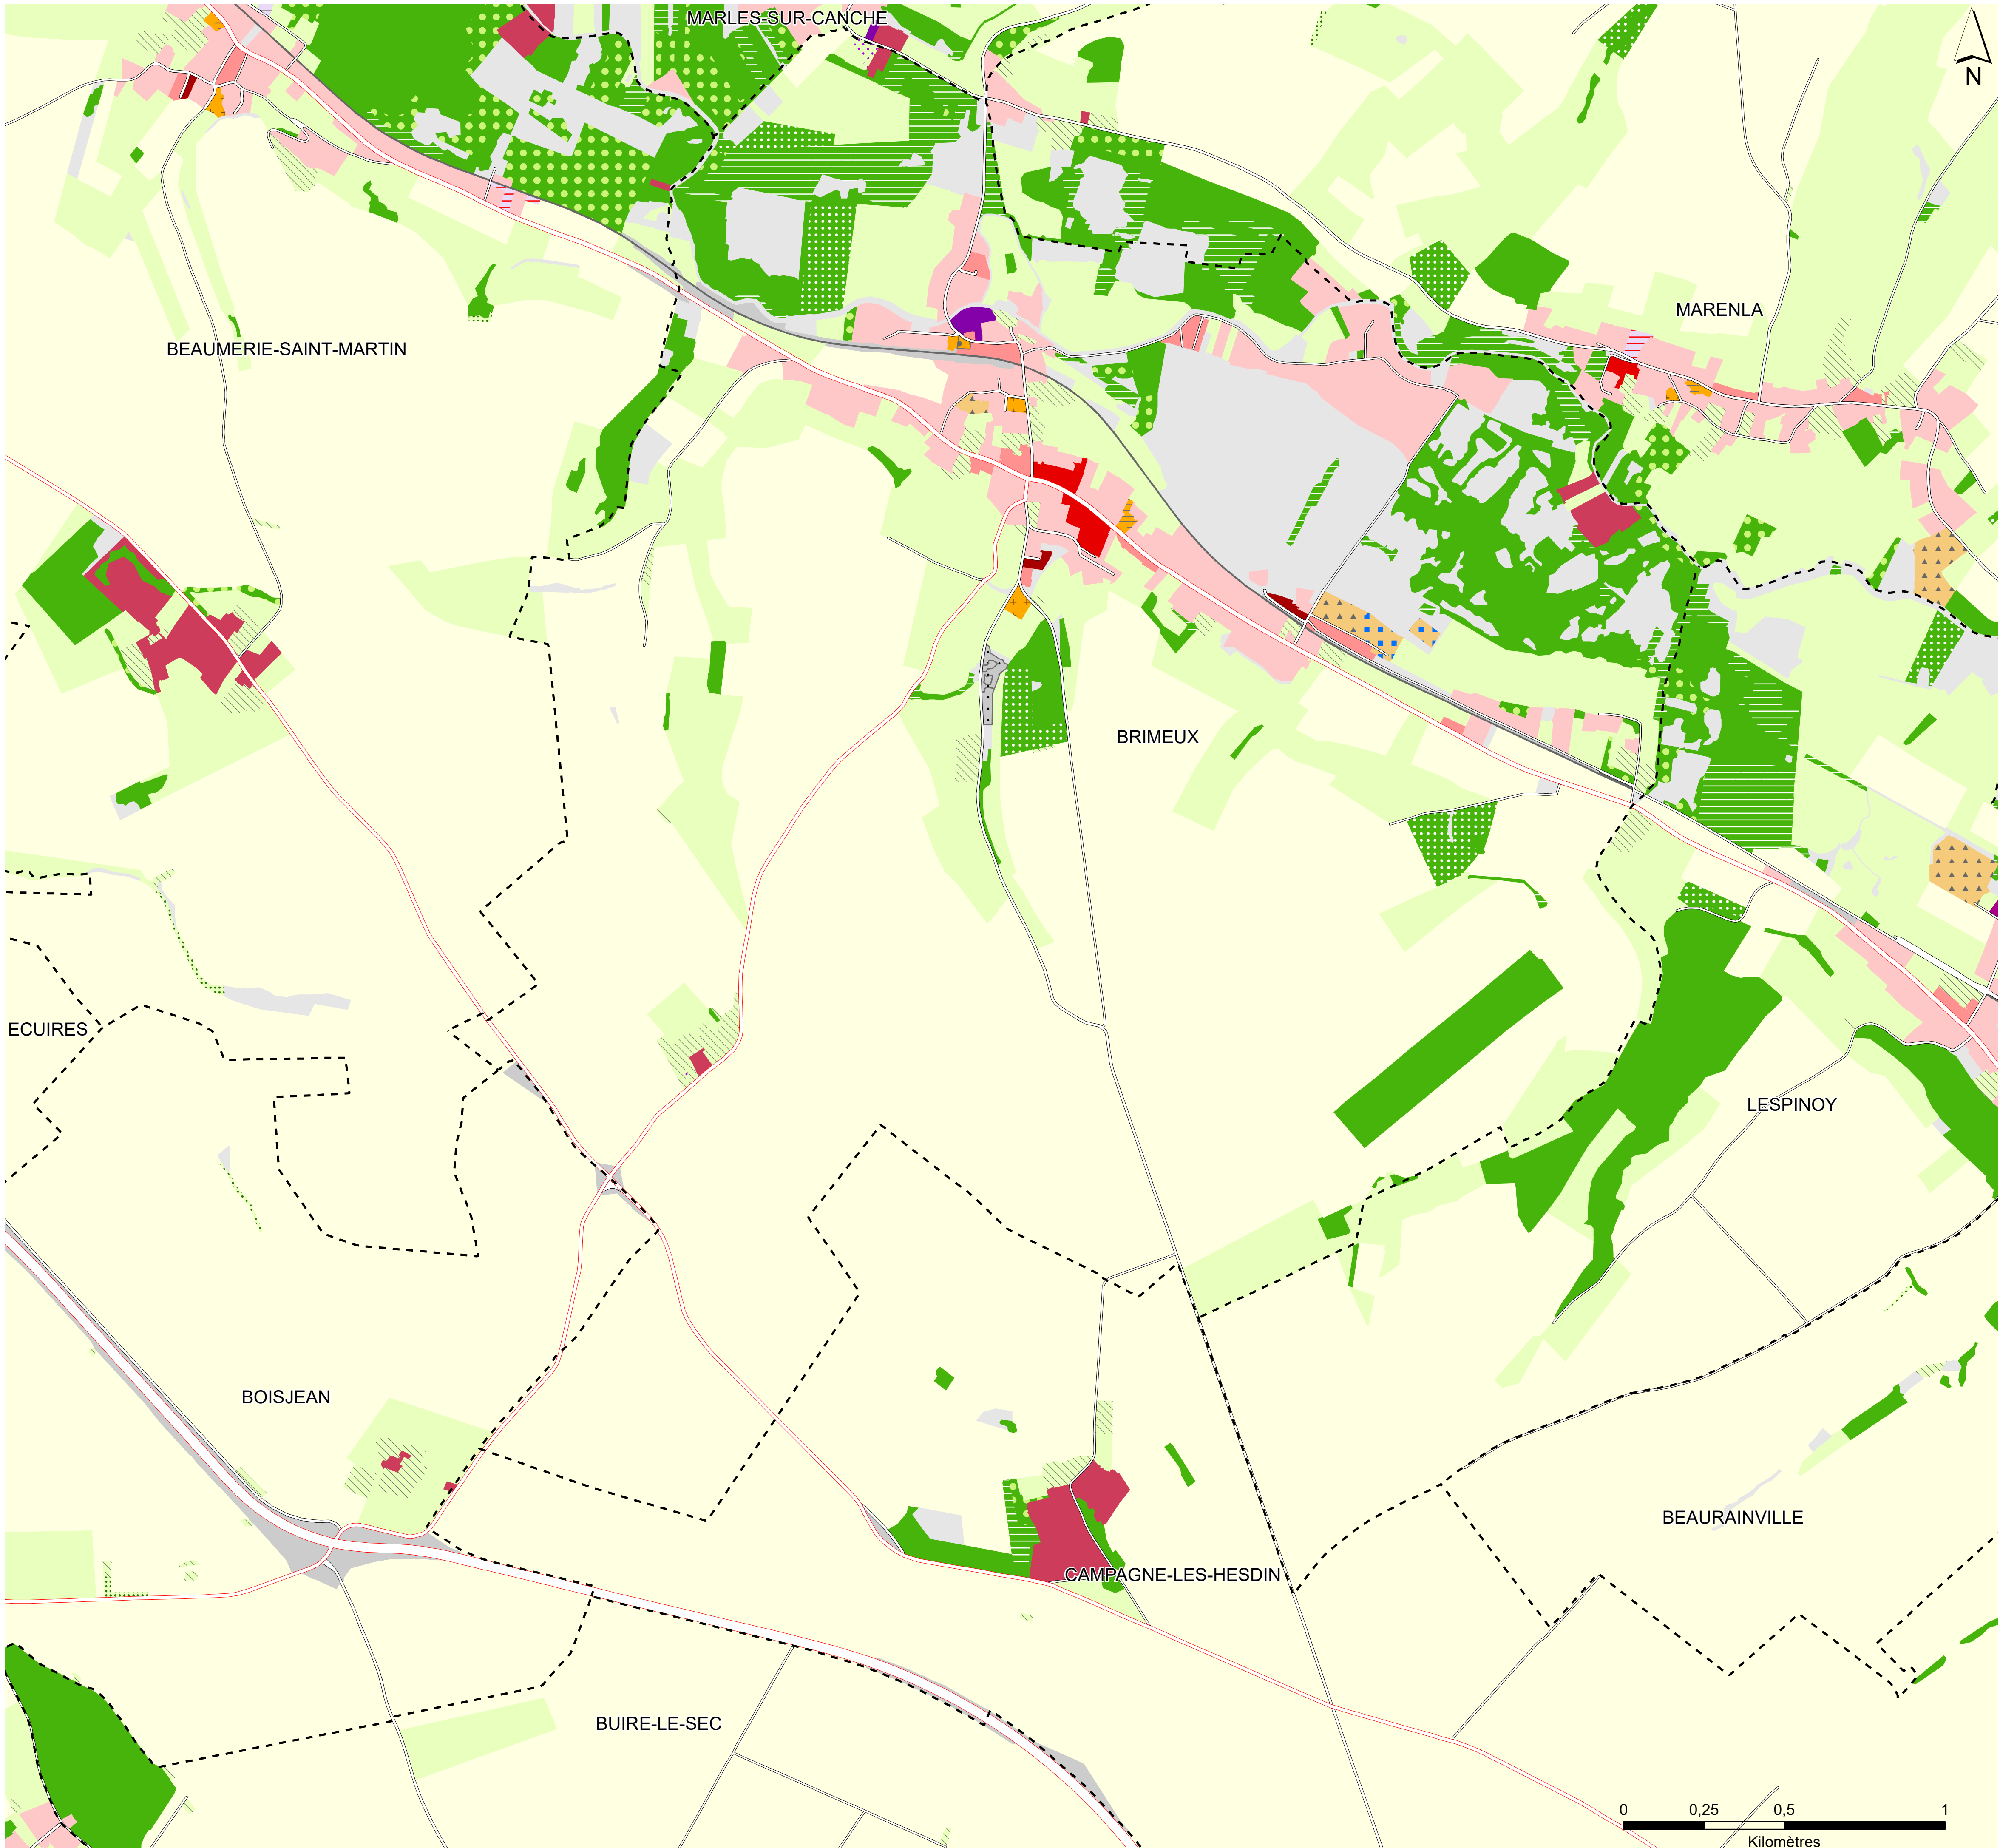 MARLES-SUR-CANCHE
N
MARENLA
BEAUMERIE-SAINT-MARTIN
BRIMEUX
ECUIRES
LESPINOY
BOISJEAN
BEAURAINVILLE
CAMPAGNE-LES-HESDIN
BUIRE-LE-SEC
0 0,25 0,5 1
Kilomètres